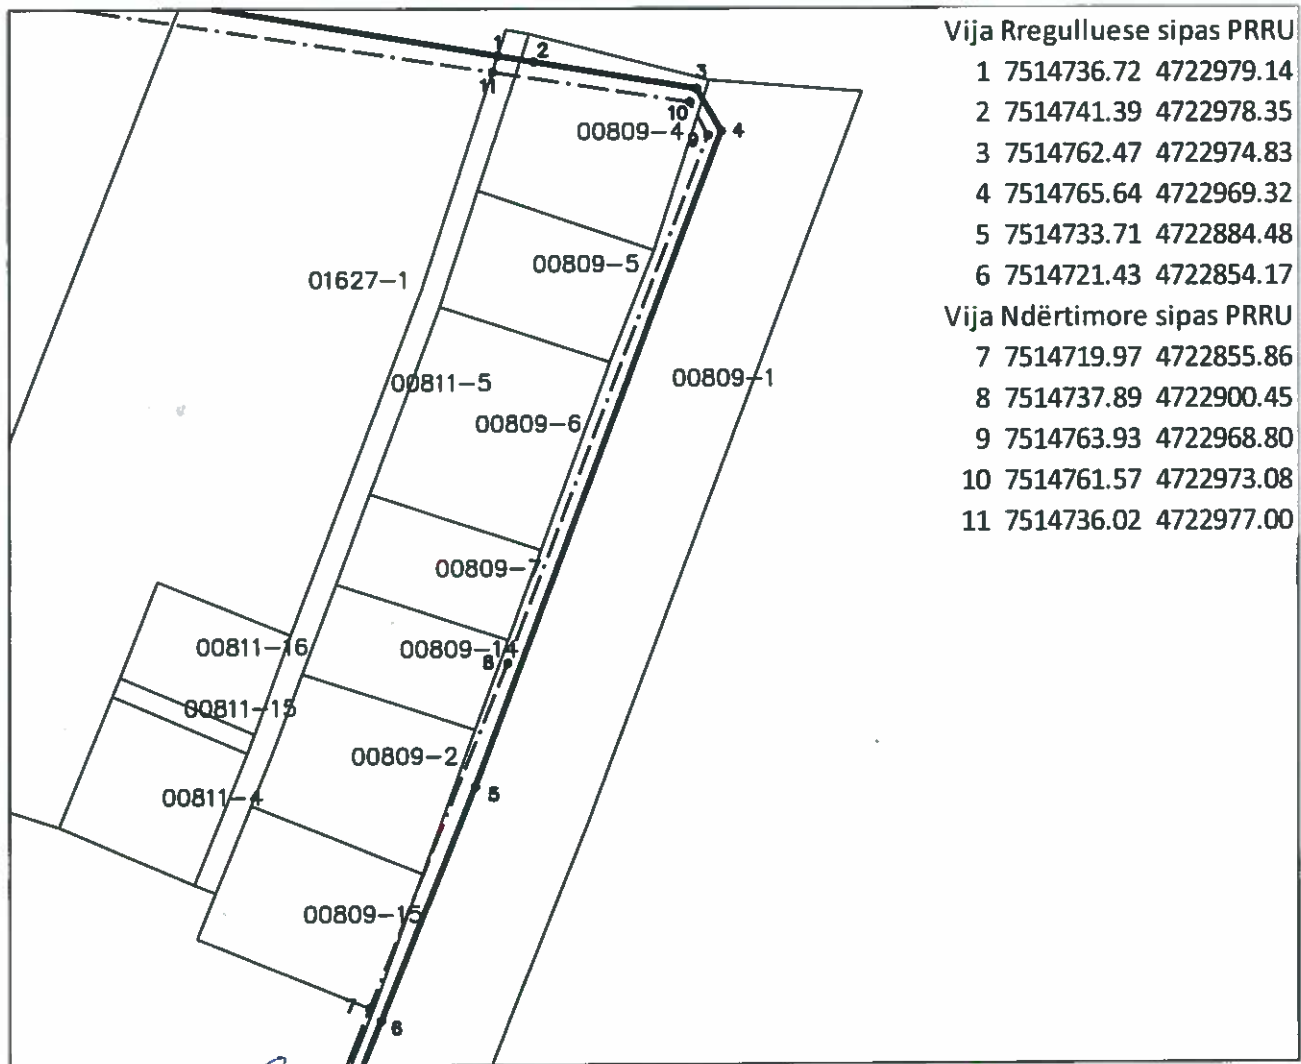 Vija Rregulluese sipas PRRU
1 7514736.72 4722979.14
2 7514741.39 4722978.35
3 7514762.47 4722974.83
4 7514765.64 4722969.32
5 7514733.71 4722884.48
6 7514721.43 4722854.17
Vija Ndërtimore sipas PRRU
7 7514719.97 4722855.86
8 7514737.89 4722900.45
9 7514763.93 4722968.80
10 7514761.57 4722973.08
11 7514736.02 4722977.00
1
2
3
11
10
00809-4
9
4
00809-5
01627-1
00811-5
00809-1
00809-6
00809-7
00811-16
00809-14
8
00811-15
00809-2
5
00811-4
00809-15
7
6